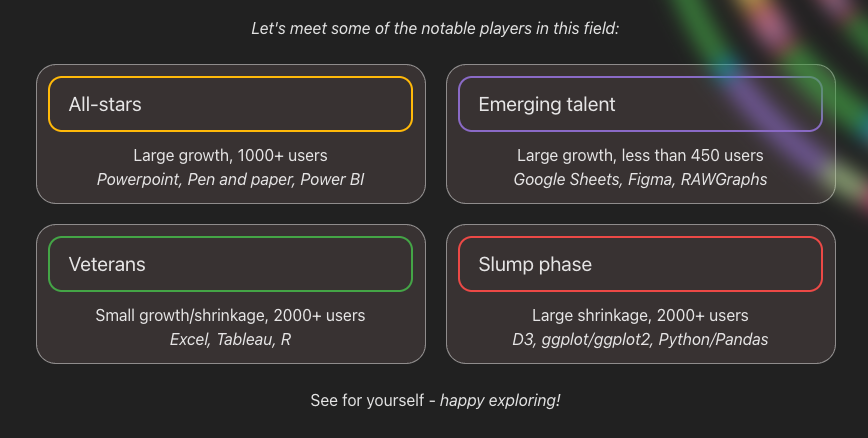 Let's meet some of the notable players in this field:
All-stars
Large growth, 1000+ users
Powerpoint, Pen and paper, Power BI
Emerging talent
Large growth, less than 450 users
Google Sheets, Figma, RAWGraphs
Veterans
Small growth/shrinkage, 2000+ users
Excel, Tableau, R
Slump phase
Large shrinkage, 2000+ users
D3, ggplot/ggplot2, Python/Pandas
See for yourself - happy exploring!